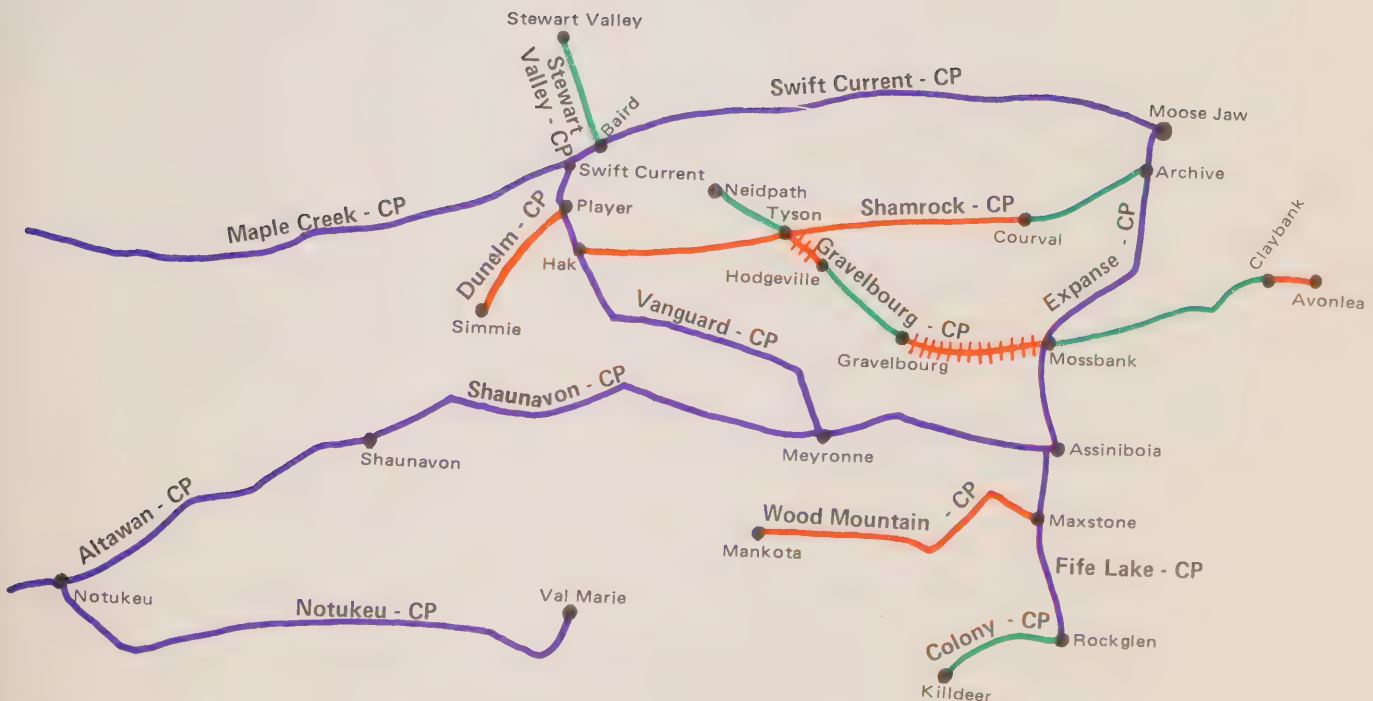 Stewart Valley
Stewart
Valley - CP
Baird
Swift Current - CP
Moose Jaw
Swift Current
Neidpath
Archive
Player
Tyson
Shamrock - CP
Courval
Maple Creek - CP
Dunelm - CP
Hak
Hodgeville
Gravelbourg - CP
Expanse - CP
Claybank
Avonlea
Simmie
Vanguard - CP
Gravelbourg
Mossbank
Shaunavon - CP
Shaunavon
Meyronne
Assiniboia
Altawan - CP
Wood Mountain - CP
Mankota
Maxstone
Fife Lake - CP
Notukeu
Notukeu - CP
Val Marie
Colony - CP
Rockglen
Killdeer